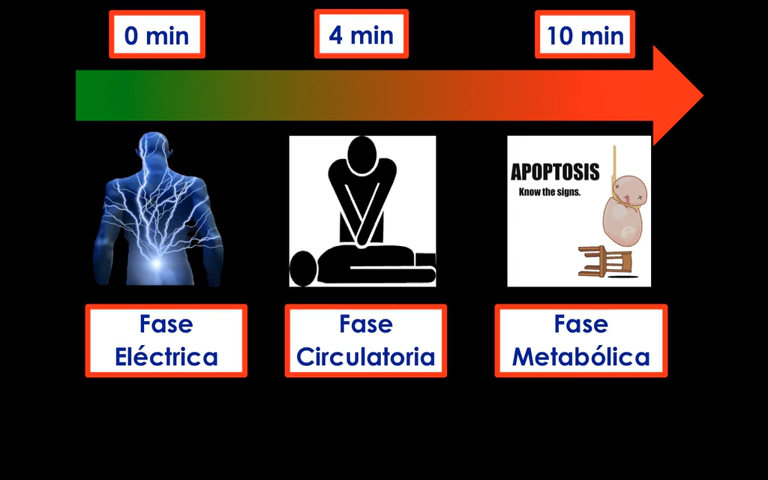 0 min
4 min
10 min
APOPTOSIS
Know the signs.
Fase
Eléctrica
Fase
Circulatoria
Fase
Metabólica